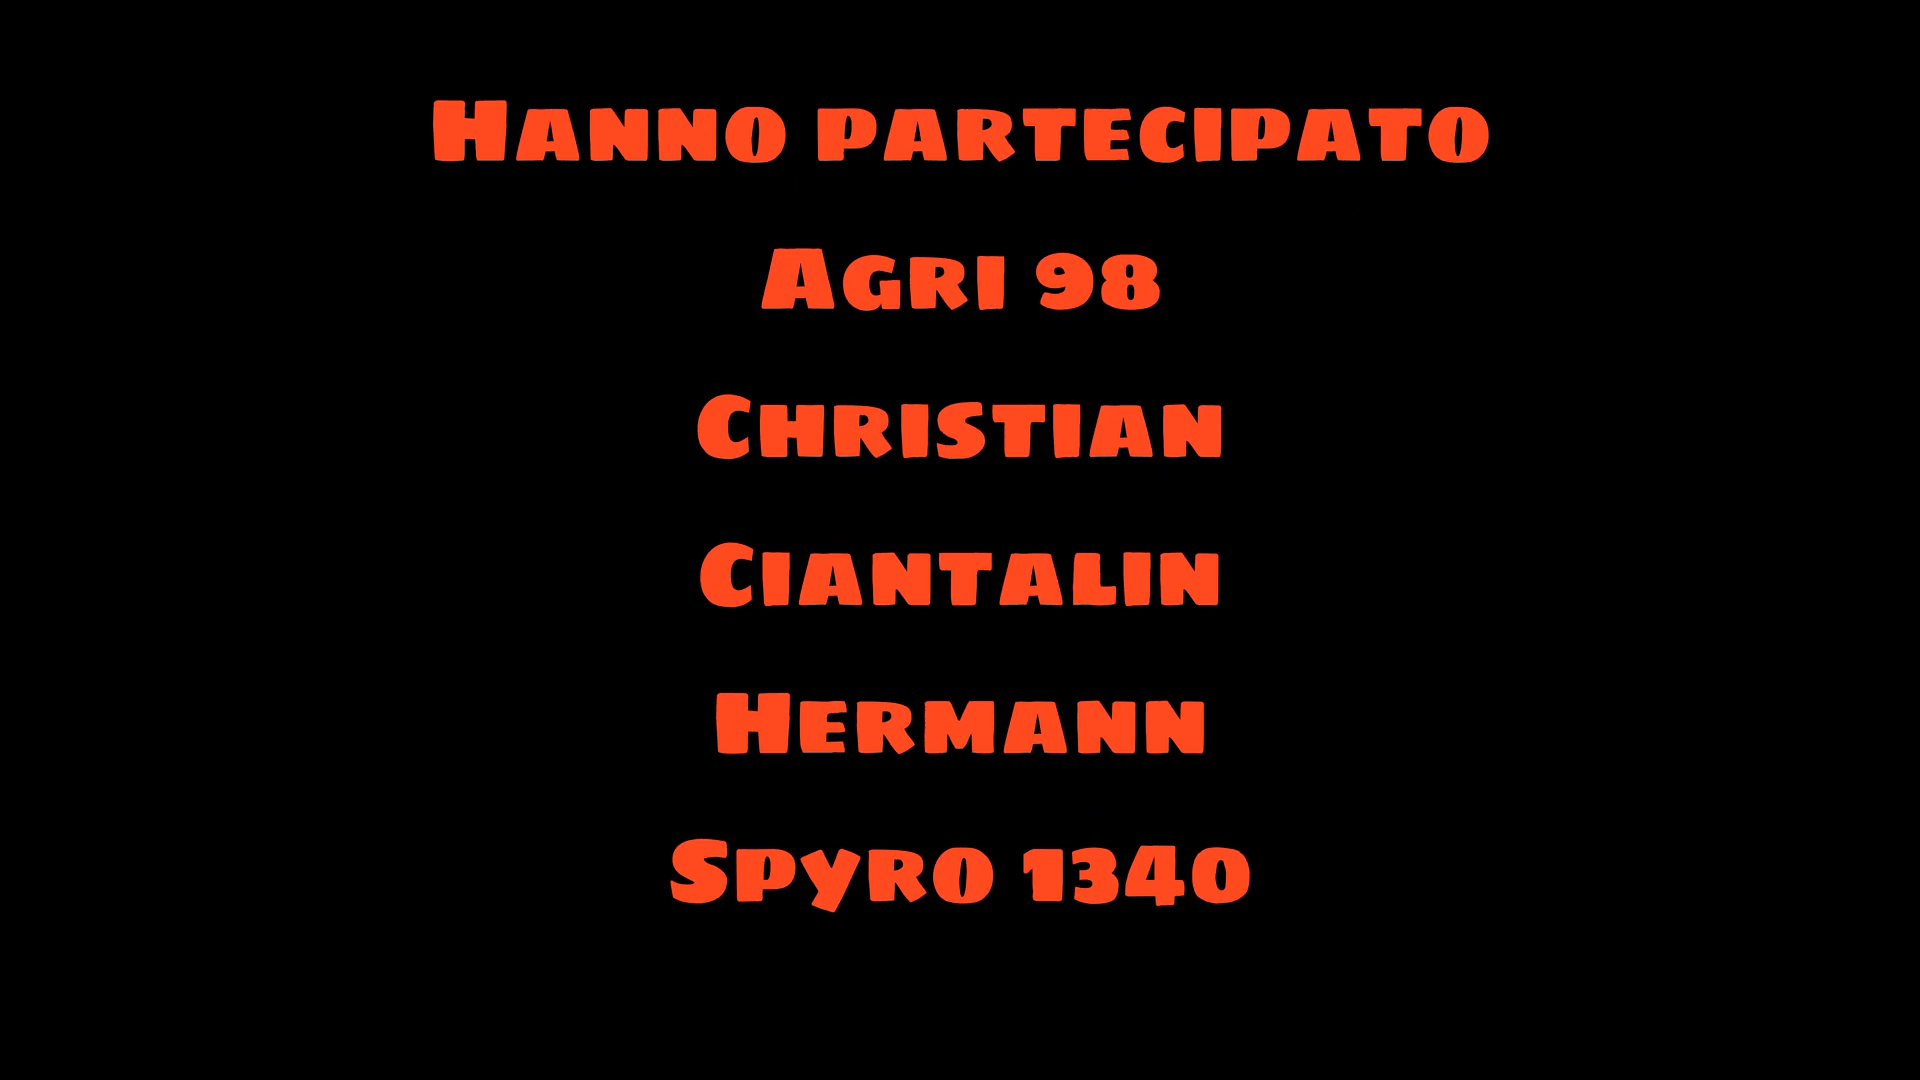 Hanno partecipato
Agri 98
Christian
Ciantalin
Hermann
Spyro 1340